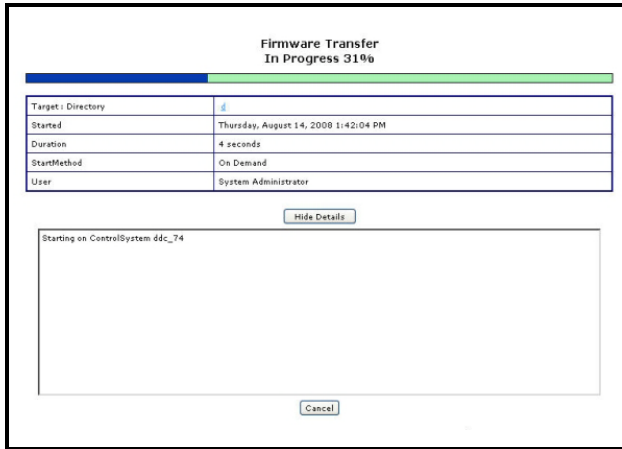 Firmware Transfer
In Progress 31%
Target : Directory d
Started Thursday, August 14, 2008 1:42:04 PM
Duration 4 seconds
StartMethod On Demand
User System Administrator
Hide Details
Starting on ControlSystem ddc_74
Cancel